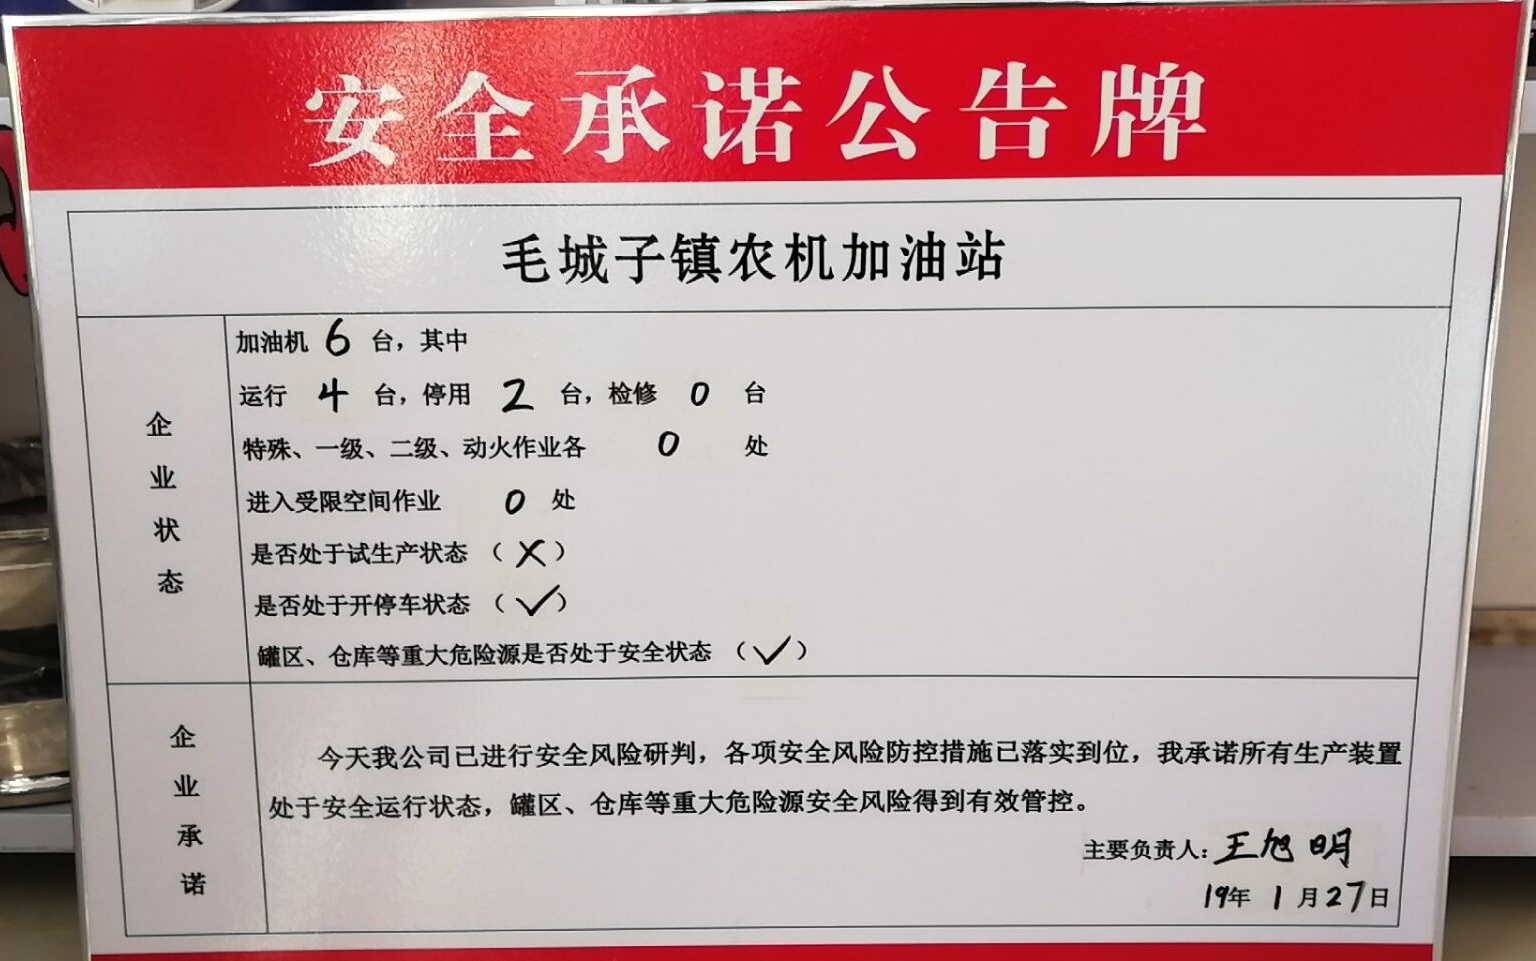 安全承诺公告牌
毛城子镇农机加油站
企业状态
加油机 6 台，其中
运行 4 台，停用 2 台，检修 0 台
特殊、一级、二级、动火作业各 0 处
进入受限空间作业 0 处
是否处于试生产状态（✗）
是否处于开停车状态（✓）
罐区、仓库等重大危险源是否处于安全状态（✓）
企业承诺
今天我公司已进行安全风险研判，各项安全风险防控措施已落实到位，我承诺所有生产装置
处于安全运行状态，罐区、仓库等重大危险源安全风险得到有效管控。
主要负责人：王旭明
19年 1 月27日